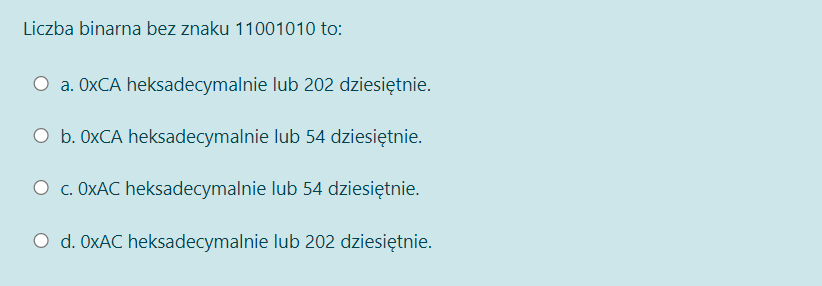 Liczba binarna bez znaku 11001010 to:
a. 0xCA heksadecymalnie lub 202 dziesiętnie.
b. 0xCA heksadecymalnie lub 54 dziesiętnie.
c. 0xAC heksadecymalnie lub 54 dziesiętnie.
d. 0xAC heksadecymalnie lub 202 dziesiętnie.